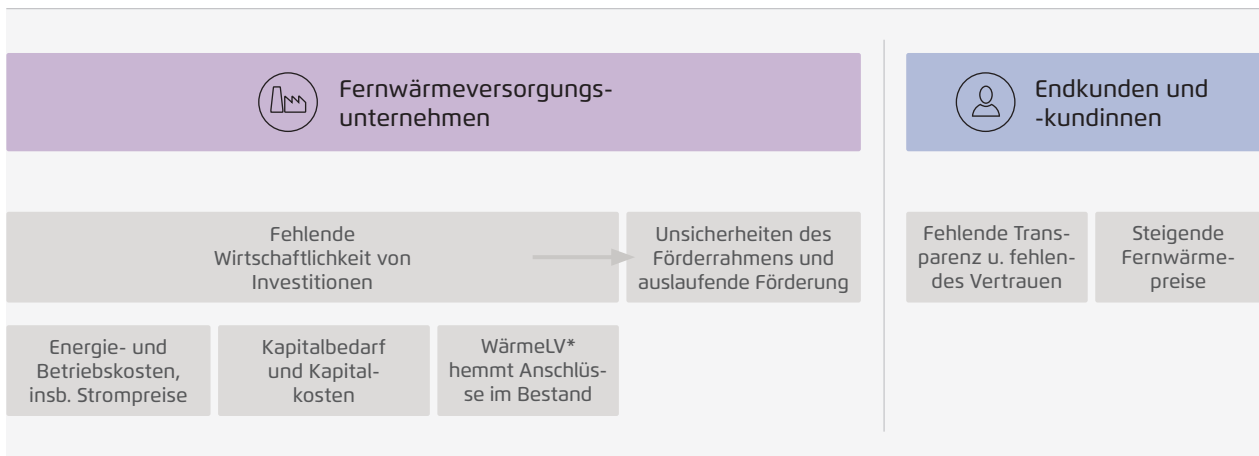 Fernwärmeversorgungs-
unternehmen
Endkunden und
-kundinnen
Fehlende
Wirtschaftlichkeit von
Investitionen
Unsicherheiten des
Förderrahmens und
auslaufende Förderung
Fehlende Trans-
parenz u. fehlen-
des Vertrauen
Steigende
Fernwärme-
preise
Energie- und
Betriebskosten,
insb. Strompreise
Kapitalbedarf
und Kapital-
kosten
WärmeLV*
hemmt Anschlüs-
se im Bestand